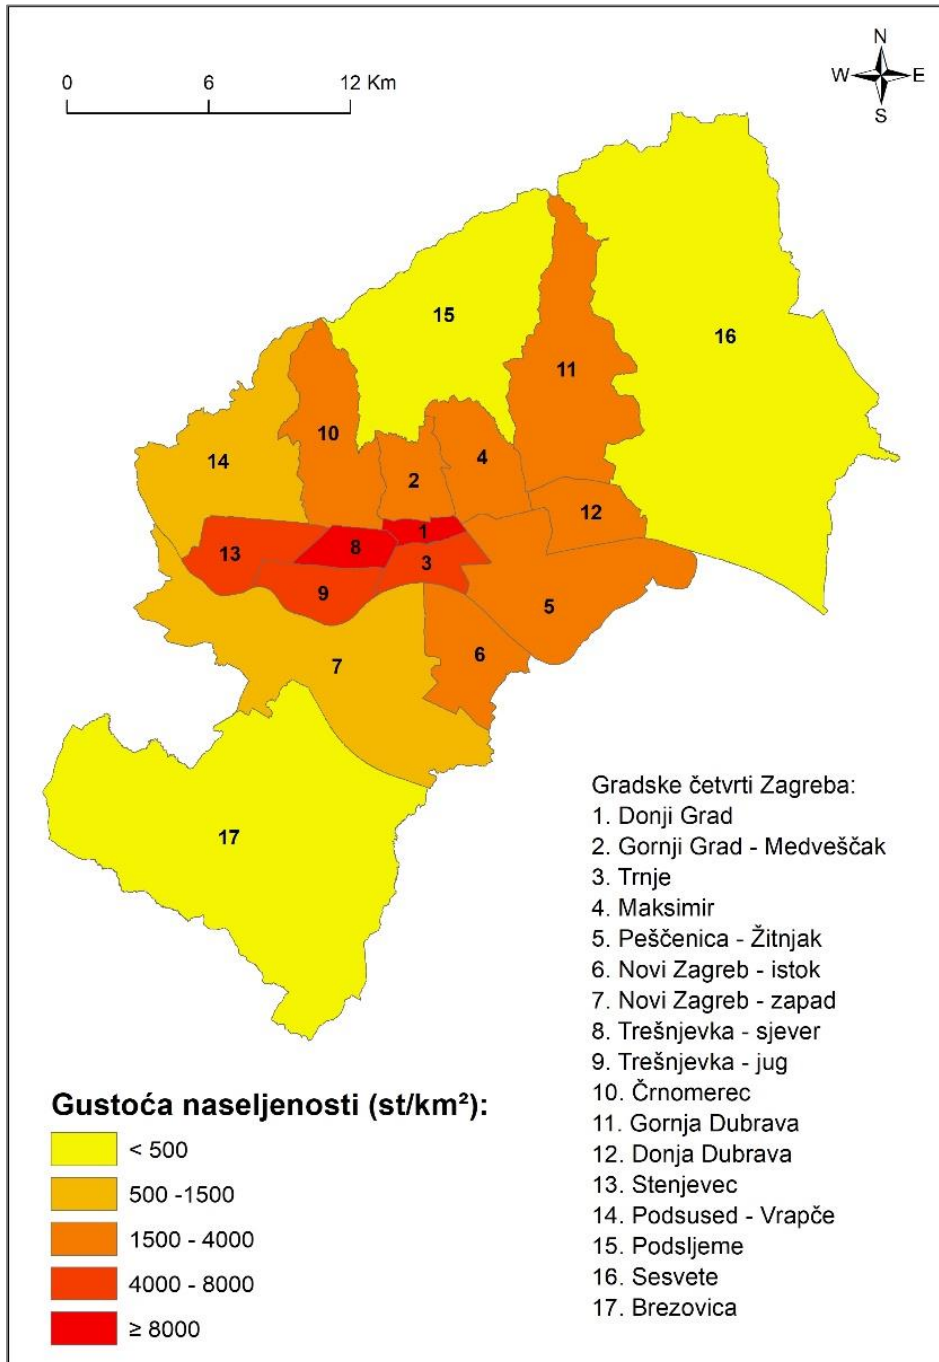 N
0 6 12 Km
W E
S
15
16
11
10
14
4
2
12
1
8
13
3
9
5
6
7
17
Gradske četvrti Zagreba:
1. Donji Grad
2. Gornji Grad - Medveščak
3. Trnje
4. Maksimir
5. Peščenica - Žitnjak
6. Novi Zagreb - istok
7. Novi Zagreb - zapad
8. Trešnjevka - sjever
9. Trešnjevka - jug
10. Črnomerec
11. Gornja Dubrava
12. Donja Dubrava
13. Stenjevec
14. Podsused - Vrapče
15. Podsljeme
16. Sesvete
17. Brezovica
Gustoća naseljenosti (st/km²):
< 500
500 -1500
1500 - 4000
4000 - 8000
≥ 8000